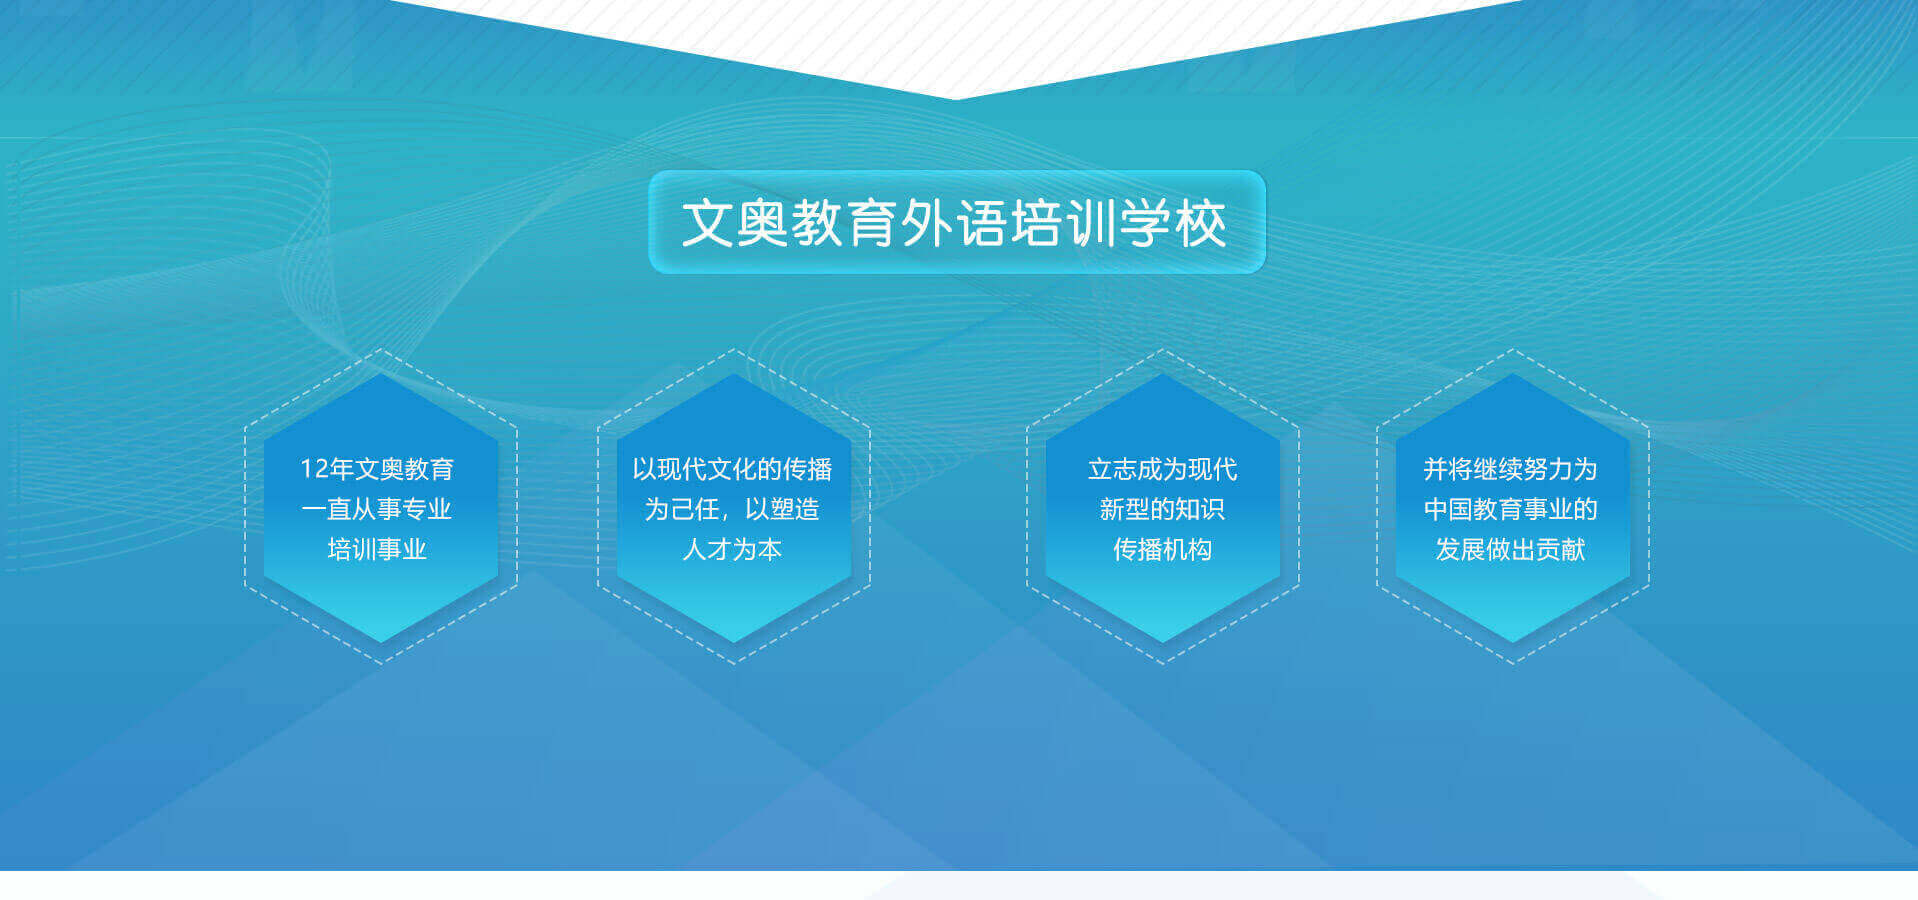 文奥教育外语培训学校
12年文奥教育
一直从事专业
培训事业
以现代文化的传播
为己任，以塑造
人才为本
立志成为现代
新型的知识
传播机构
并将继续努力为
中国教育事业的
发展做出贡献